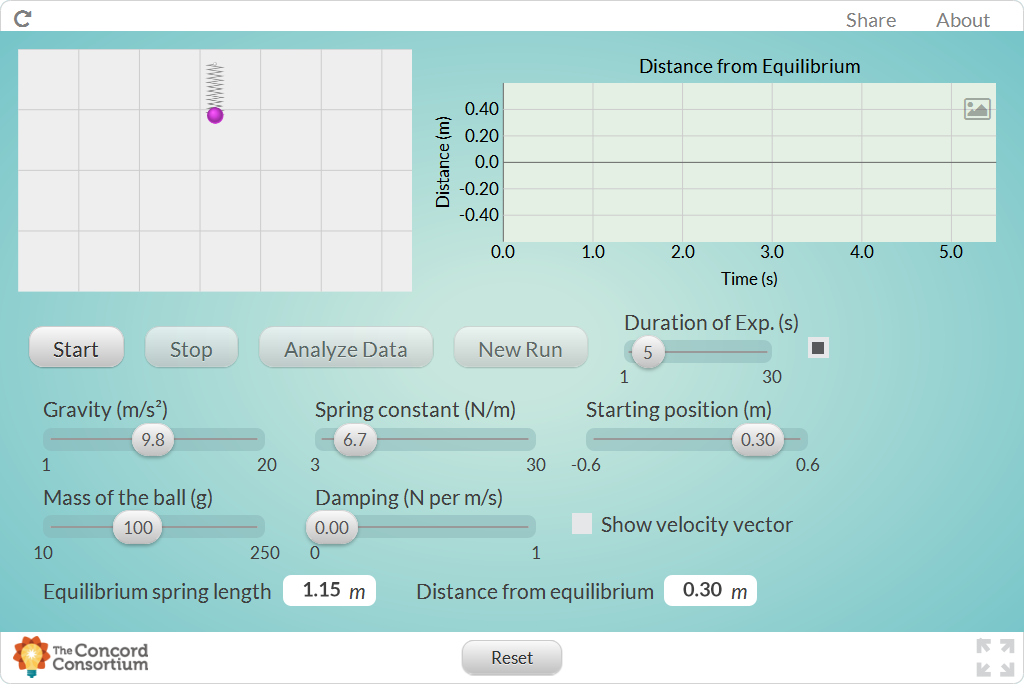 Share About
Distance from Equilibrium
Distance (m)
0.40
0.20
0.0
-0.20
-0.40
0.0 1.0 2.0 3.0 4.0 5.0
Time (s)
Start Stop Analyze Data New Run
Duration of Exp. (s)
5
1 30
Gravity (m/s²) Spring constant (N/m) Starting position (m)
9.8 6.7 0.30
1 20 3 30 -0.6 0.6
Mass of the ball (g) Damping (N per m/s)
100 0.00 Show velocity vector
10 250 0 1
Equilibrium spring length 1.15 m Distance from equilibrium 0.30 m
The Concord
Consortium
Reset